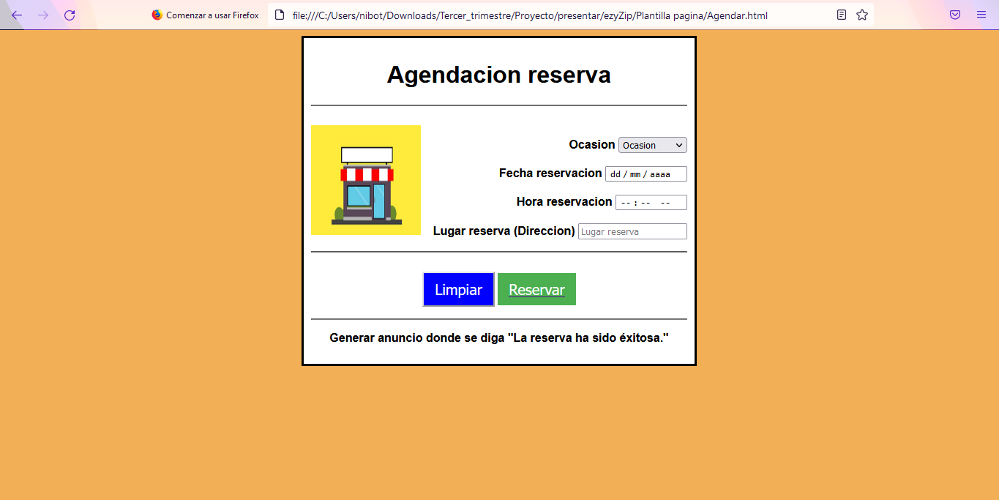 Comenzar a usar Firefox
file:///C:/Users/nibot/Downloads/Tercer_trimestre/Proyecto/presentar/ezyZip/Plantilla pagina/Agendar.html
Agendacion reserva
Ocasion Ocasion
Fecha reservacion dd / mm / aaaa
Hora reservacion -- : -- --
Lugar reserva (Direccion) Lugar reserva
Limpiar Reservar
Generar anuncio donde se diga "La reserva ha sido éxitosa."